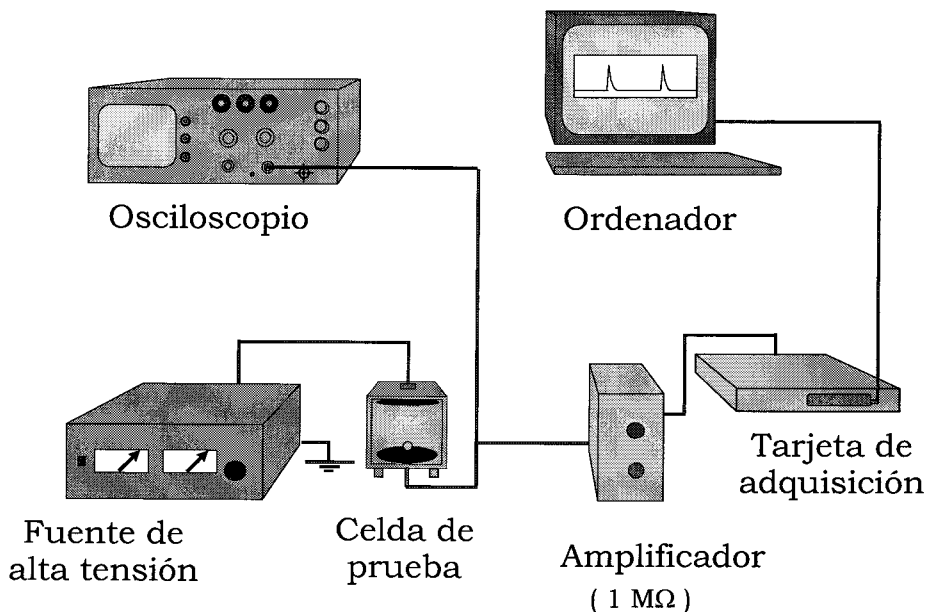 Osciloscopio
Ordenador
Fuente de
alta tensión
Celda de
prueba
Amplificador
( 1 MΩ )
Tarjeta de
adquisición